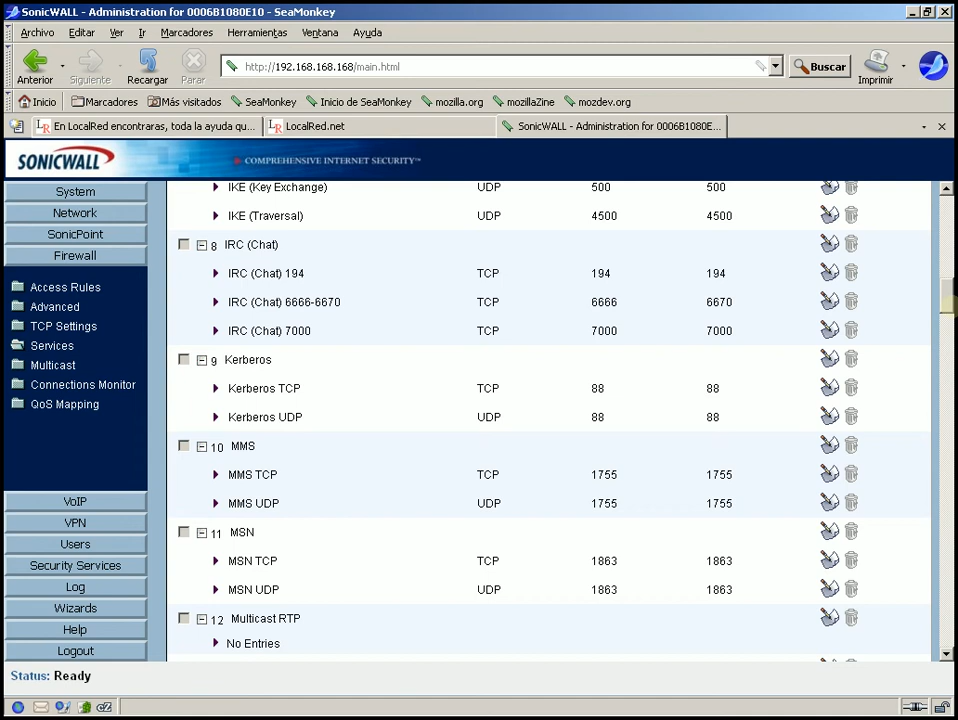 SonicWALL - Administration for 0006B1080E10 - SeaMonkey
Archivo Editar Ver Ir Marcadores Herramientas Ventana Ayuda
Anterior Siguiente Recargar Parar http://192.168.168.168/main.html Buscar Imprimir
Inicio Marcadores Más visitados SeaMonkey Inicio de SeaMonkey mozilla.org mozillaZine mozdev.org
En LocalRed encontraras, toda la ayuda qu... LocalRed.net SonicWALL - Administration for 0006B1080E...
SONICWALL COMPREHENSIVE INTERNET SECURITY™
System
Network
SonicPoint
Firewall
Access Rules
Advanced
TCP Settings
Services
Multicast
Connections Monitor
QoS Mapping
VoIP
VPN
Users
Security Services
Log
Wizards
Help
Logout
IKE (Key Exchange) UDP 500 500
IKE (Traversal) UDP 4500 4500
8 IRC (Chat)
IRC (Chat) 194 TCP 194 194
IRC (Chat) 6666-6670 TCP 6666 6670
IRC (Chat) 7000 TCP 7000 7000
9 Kerberos
Kerberos TCP TCP 88 88
Kerberos UDP UDP 88 88
10 MMS
MMS TCP TCP 1755 1755
MMS UDP UDP 1755 1755
11 MSN
MSN TCP TCP 1863 1863
MSN UDP UDP 1863 1863
12 Multicast RTP
No Entries
Status: Ready